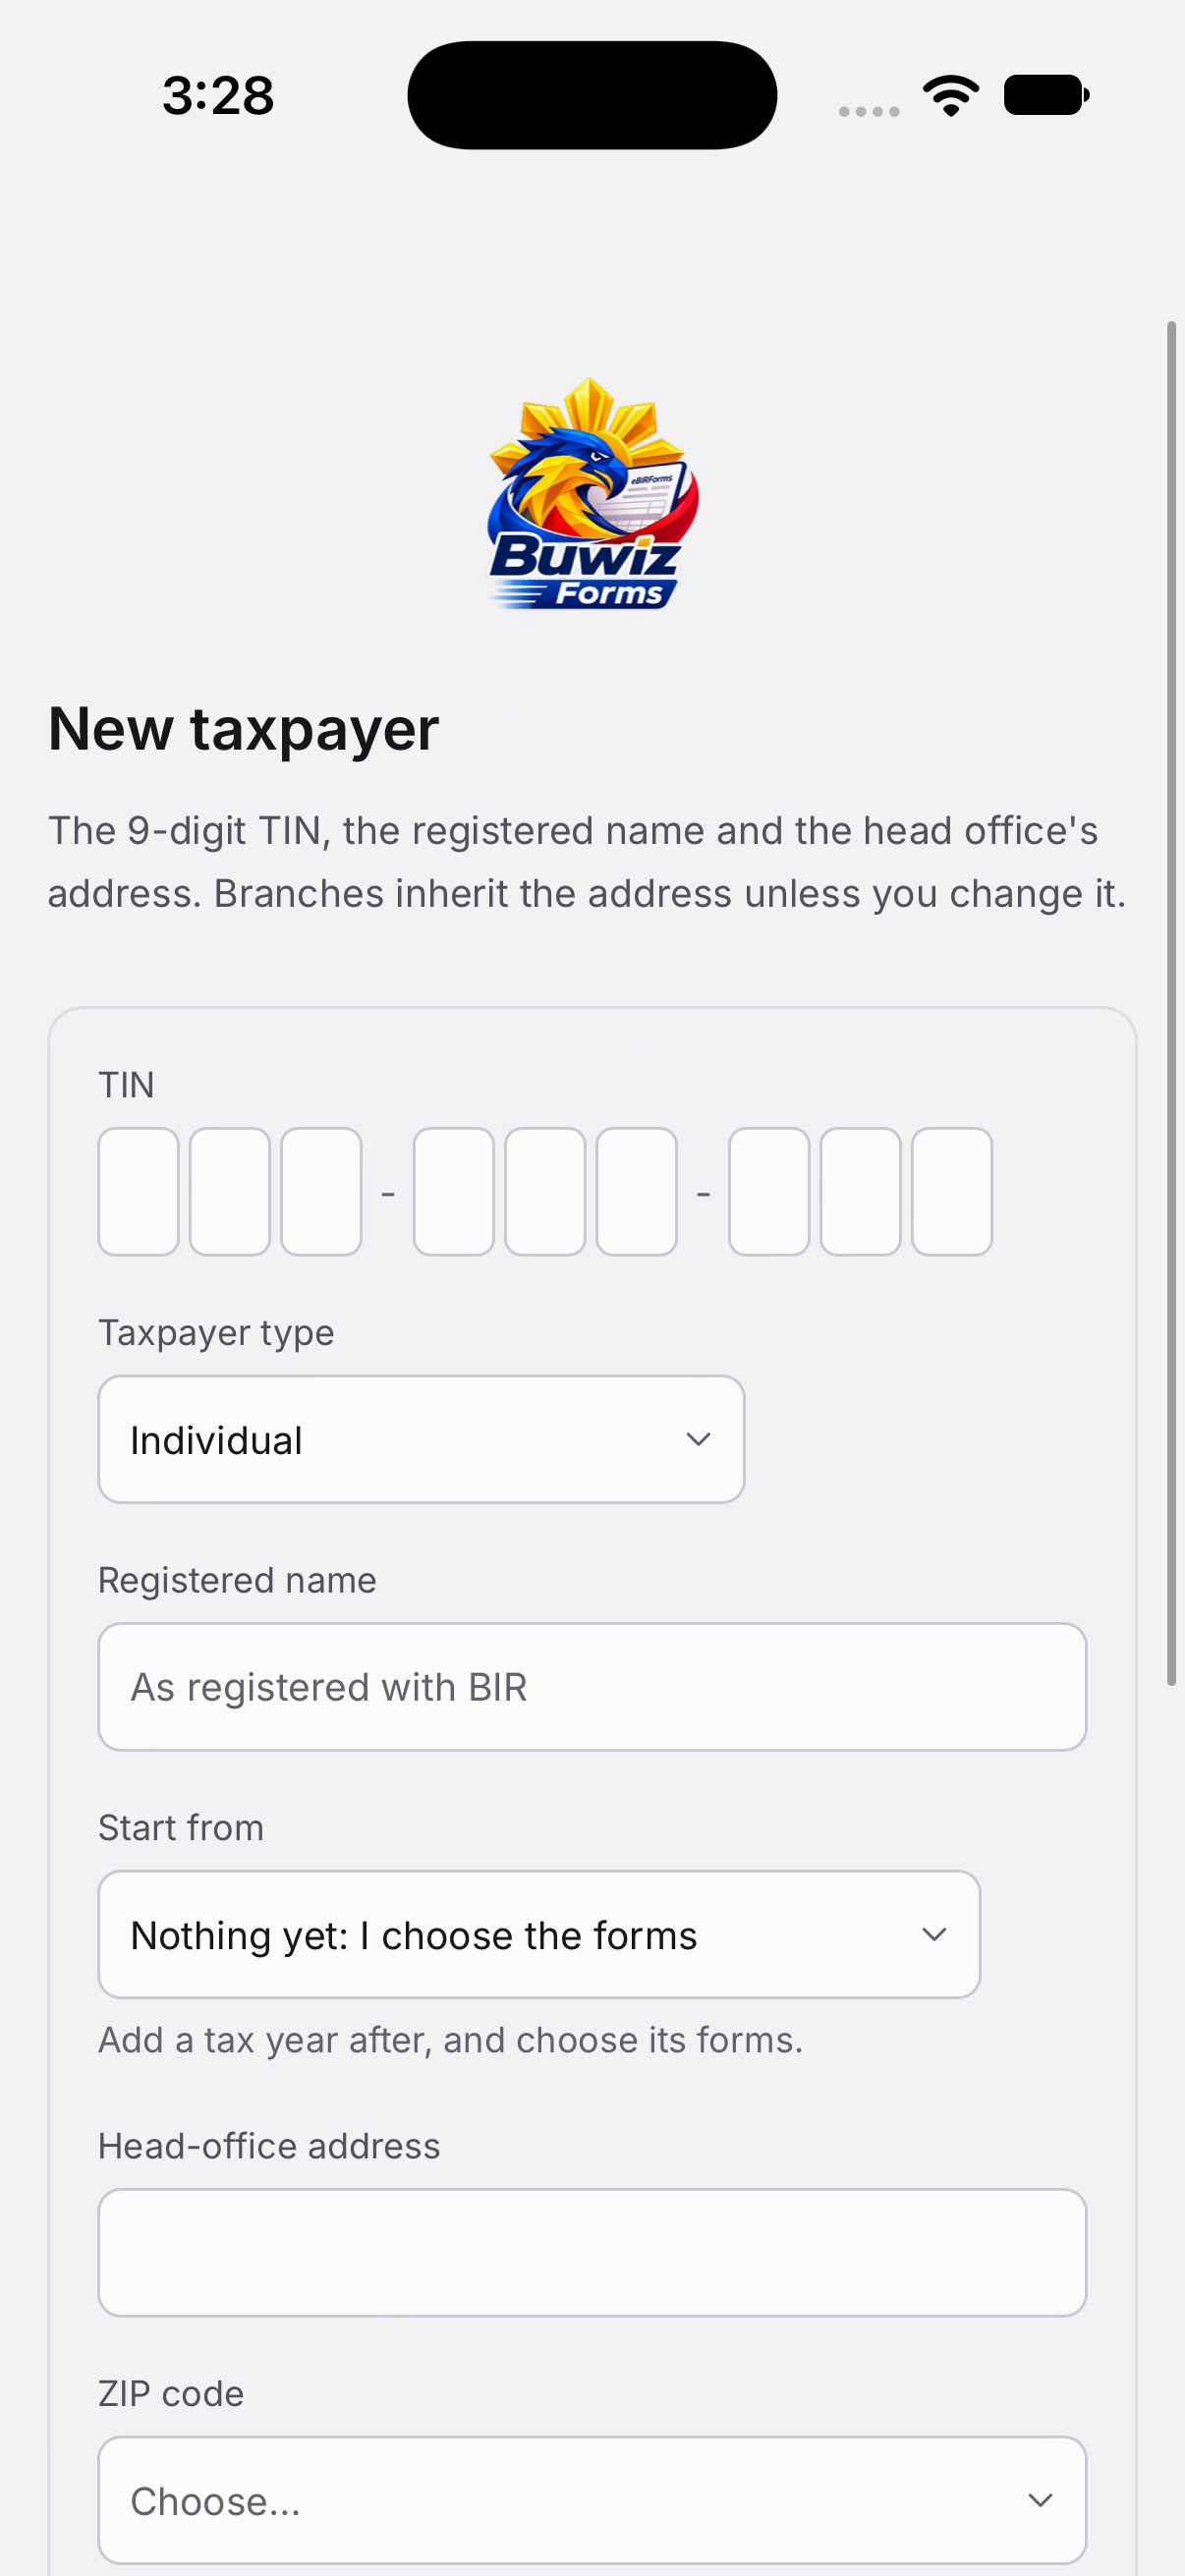 3:28
eBIRForms
Buwiz
Forms
New taxpayer
The 9-digit TIN, the registered name and the head office's
address. Branches inherit the address unless you change it.
TIN
- -
Taxpayer type
Individual
Registered name
As registered with BIR
Start from
Nothing yet: I choose the forms
Add a tax year after, and choose its forms.
Head-office address
ZIP code
Choose...